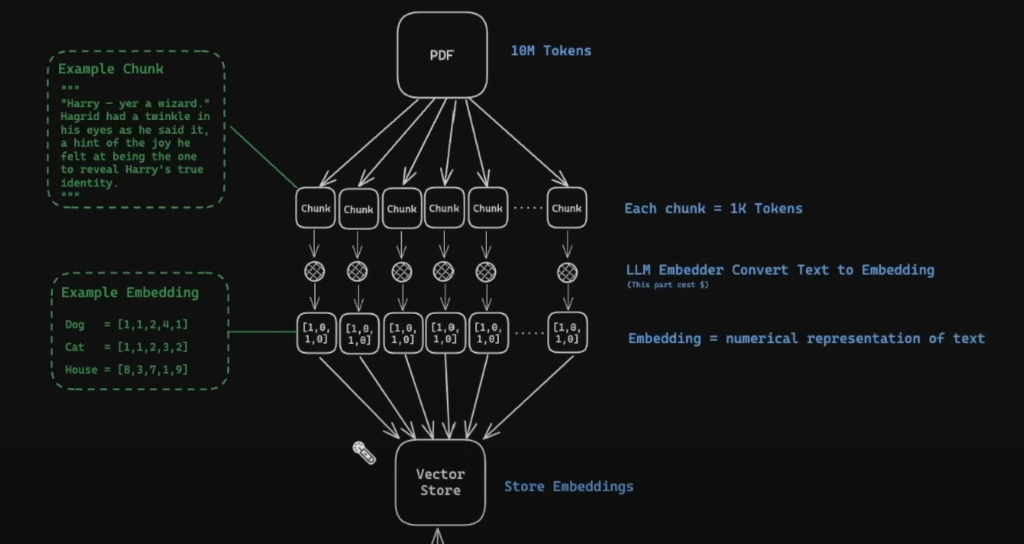 PDF
10M Tokens
Example Chunk
"""
"Harry — yer a wizard."
Hagrid had a twinkle in
his eyes as he said it,
a hint of the joy he
felt at being the one
to reveal Harry's true
identity.
"""
Chunk Chunk Chunk Chunk Chunk ..... Chunk
Each chunk = 1K Tokens
LLM Embedder Convert Text to Embedding
(This part cost $)
Example Embedding
Dog = [1,1,2,4,1]
Cat = [1,1,2,3,2]
House = [8,3,7,1,9]
[1,0, [1,0, [1,0, [1,0, [1,0, ..... [1,0,
1,0] 1,0] 1,0] 1,0] 1,0] 1,0]
Embedding = numerical representation of text
Vector
Store
Store Embeddings